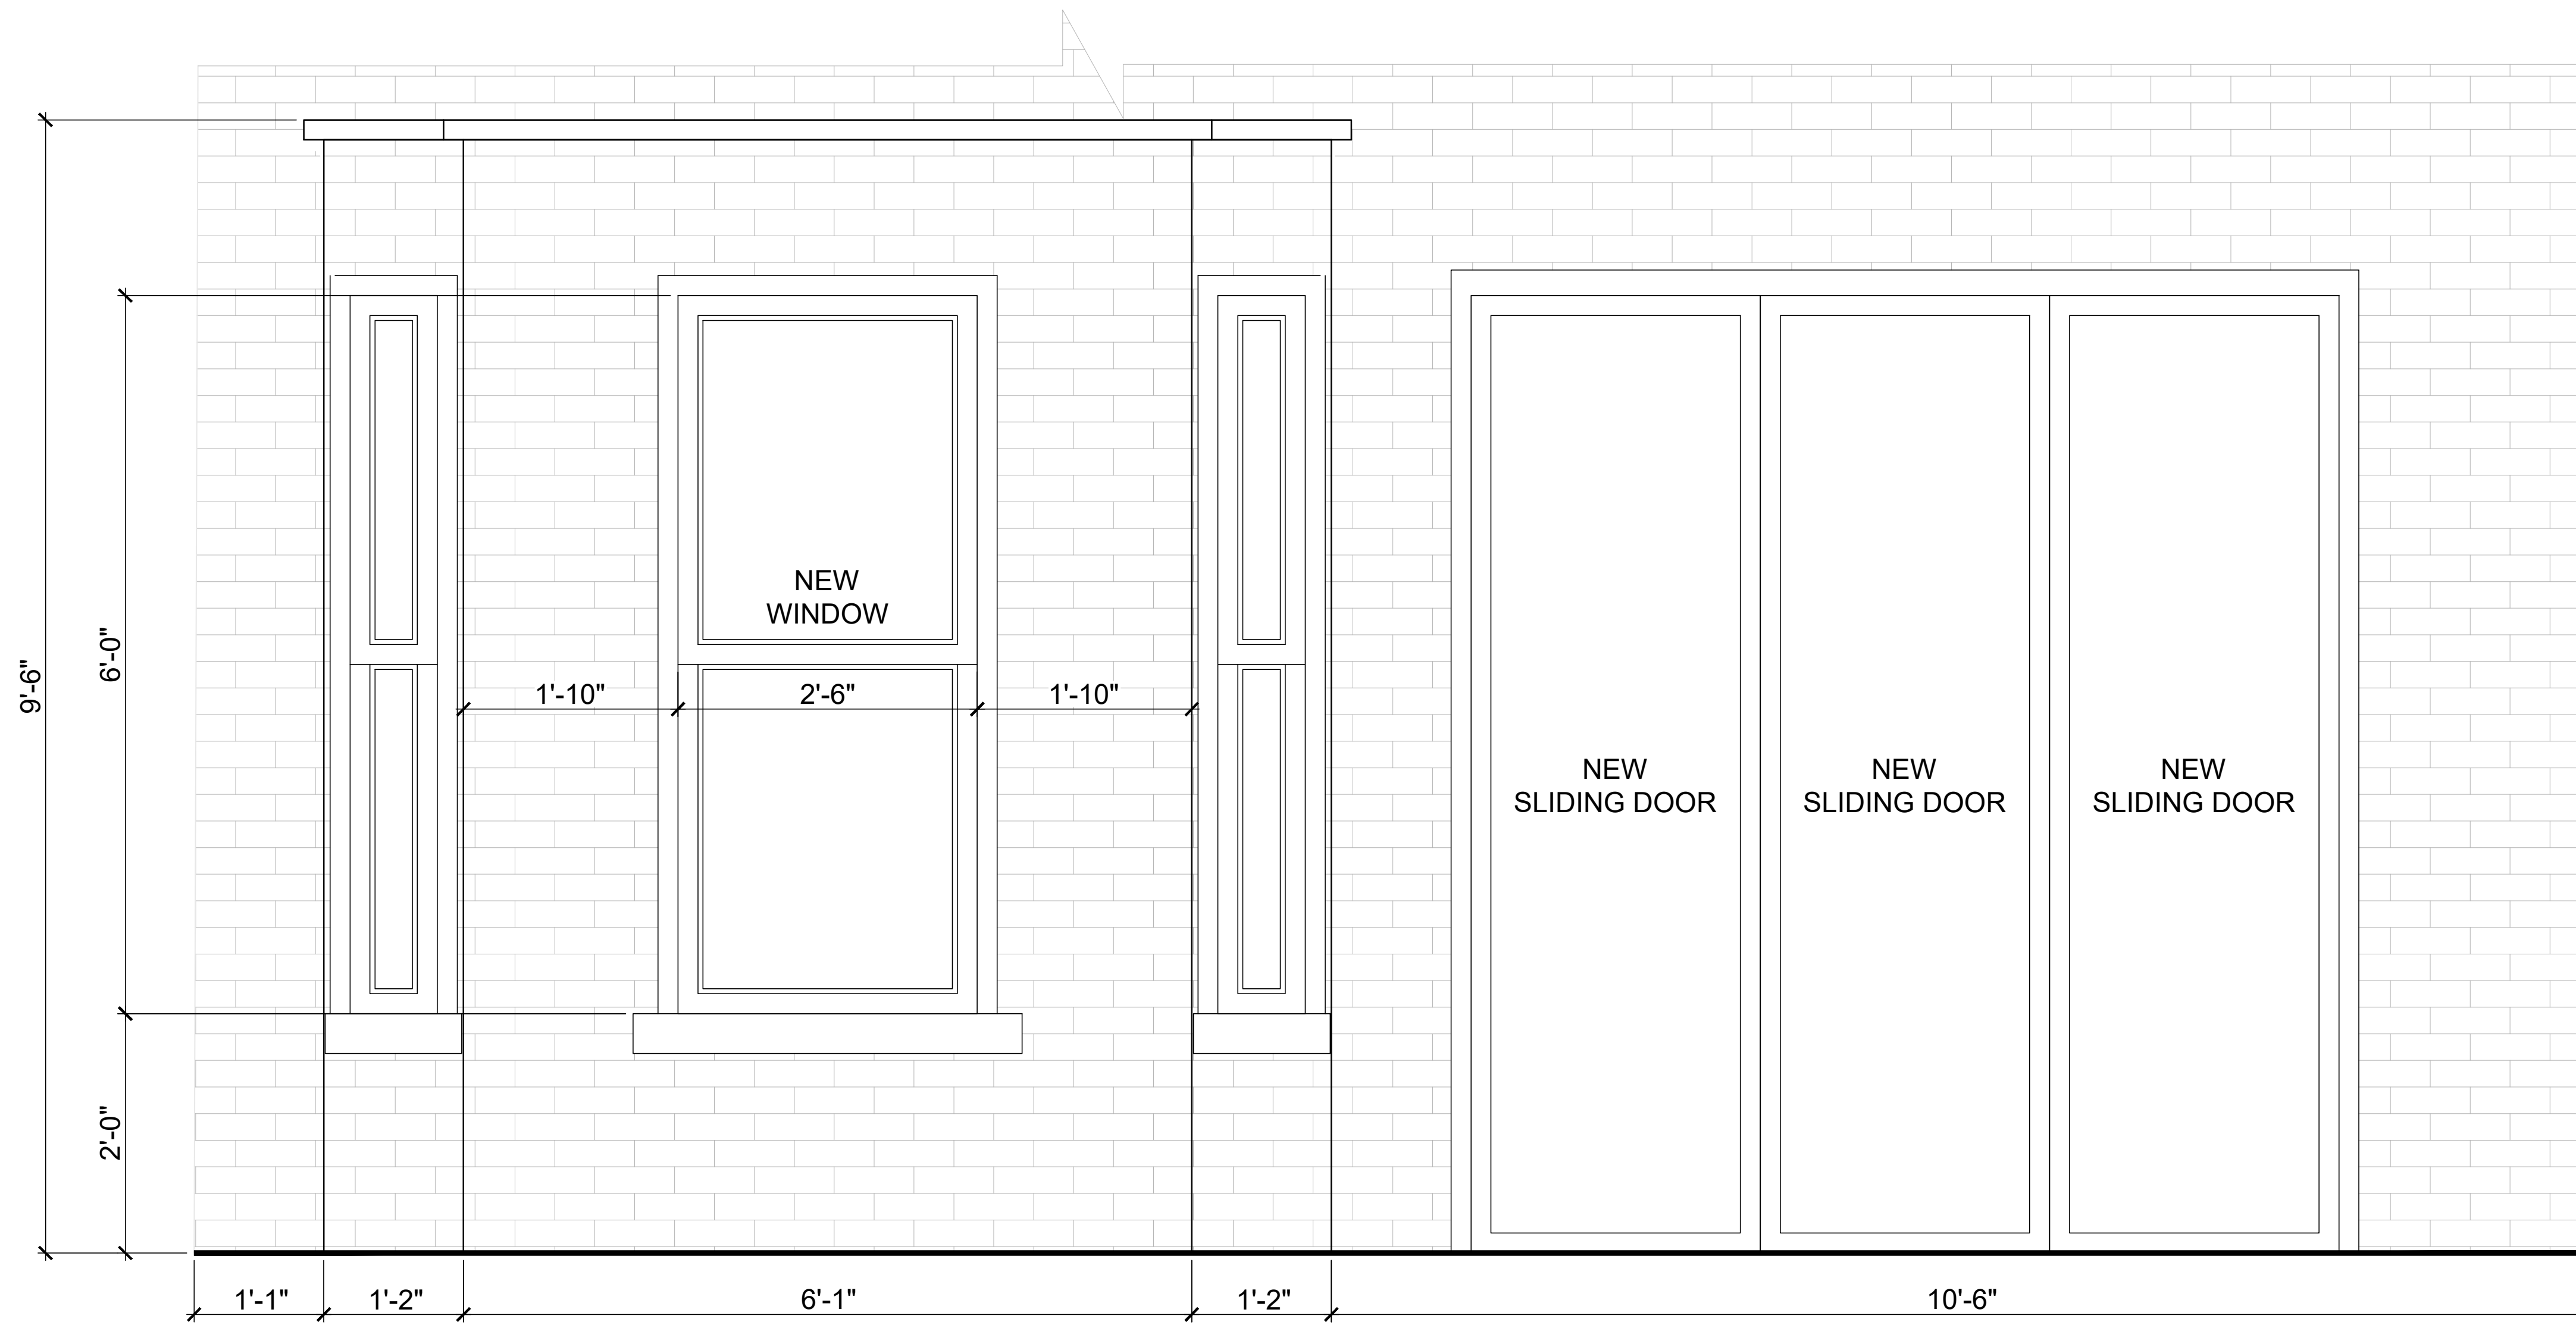 9'-6"
6'-0"
2'-0"
NEW
WINDOW
1'-10"
2'-6"
1'-10"
NEW
SLIDING DOOR
NEW
SLIDING DOOR
NEW
SLIDING DOOR
1'-1"
1'-2"
6'-1"
1'-2"
10'-6"